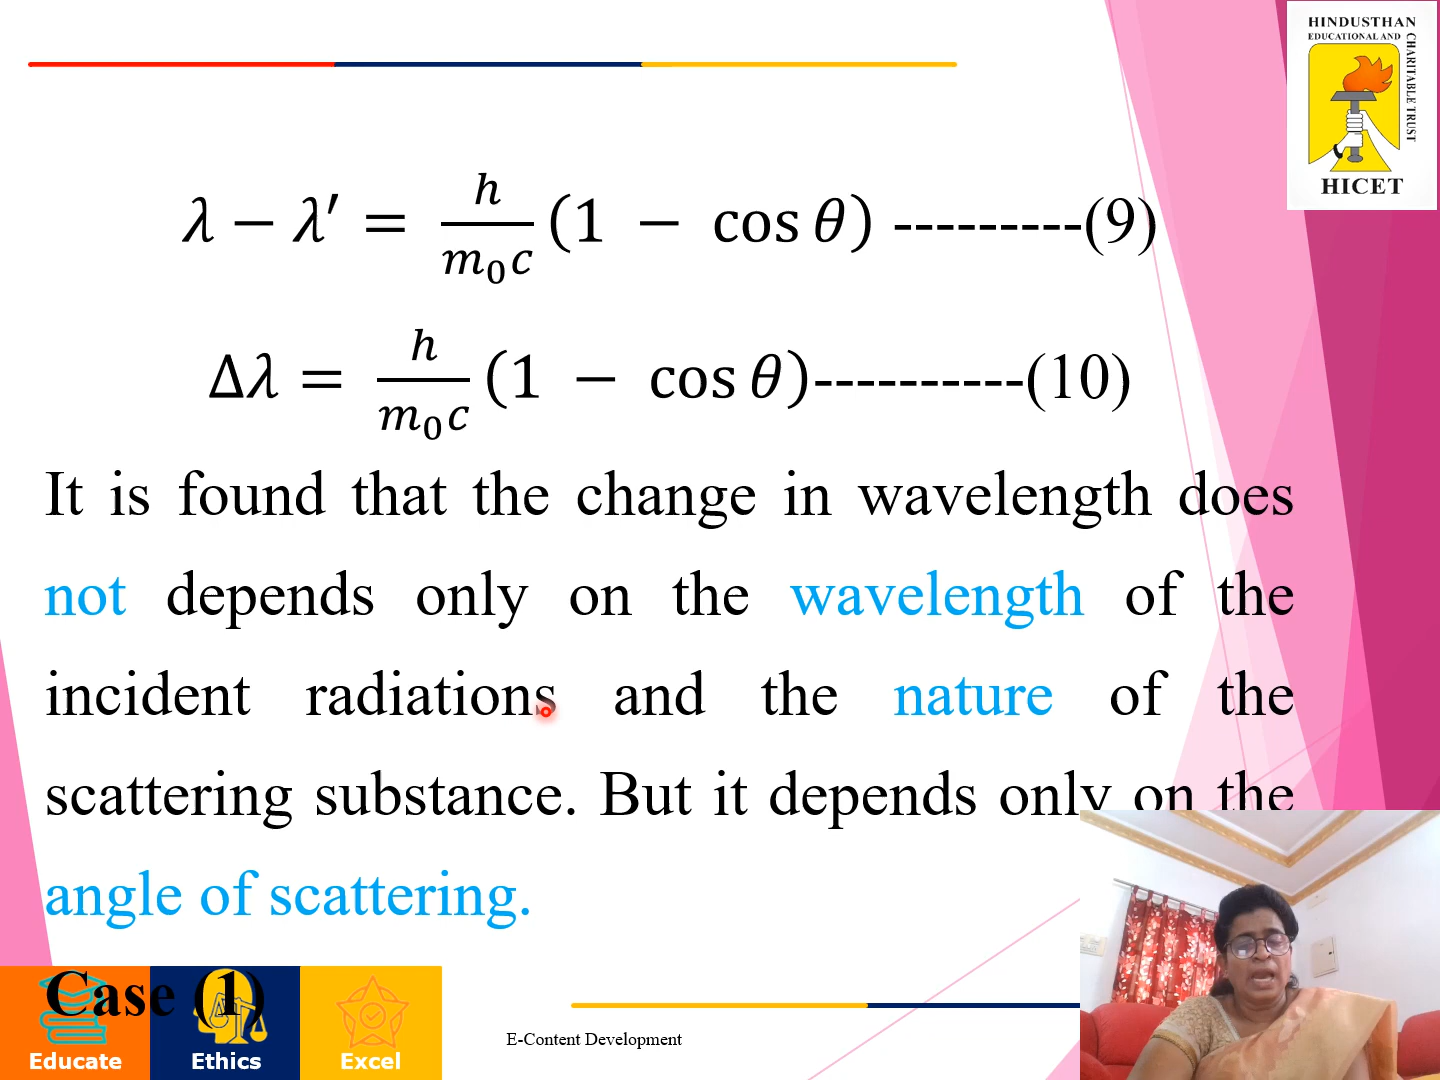 HINDUSTHAN
EDUCATIONAL AND
CHARITABLE TRUST
HICET
λ − λ′ = h/m₀c (1 − cos θ) ---------(9)
Δλ = h/m₀c (1 − cos θ)----------(10)
It is found that the change in wavelength does
not depends only on the wavelength of the
incident radiations and the nature of the
scattering substance. But it depends only on the
angle of scattering.
Case (1)
Educate Ethics Excel
E-Content Development